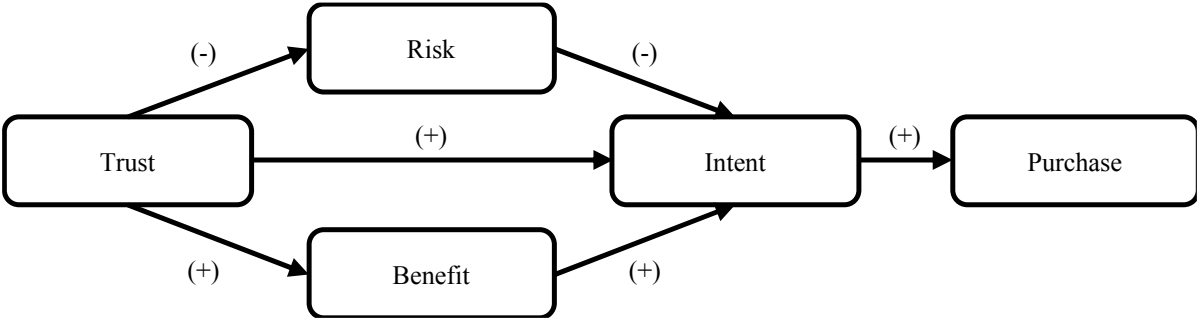 Risk
(-)
(-)
Trust
(+)
Intent
(+)
Purchase
Benefit
(+)
(+)